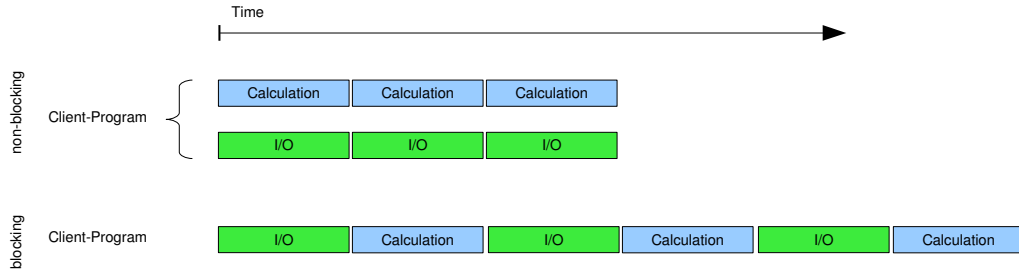 Time
non-blocking
Client-Program
Calculation Calculation Calculation
I/O I/O I/O
blocking
Client-Program
I/O Calculation I/O Calculation I/O Calculation